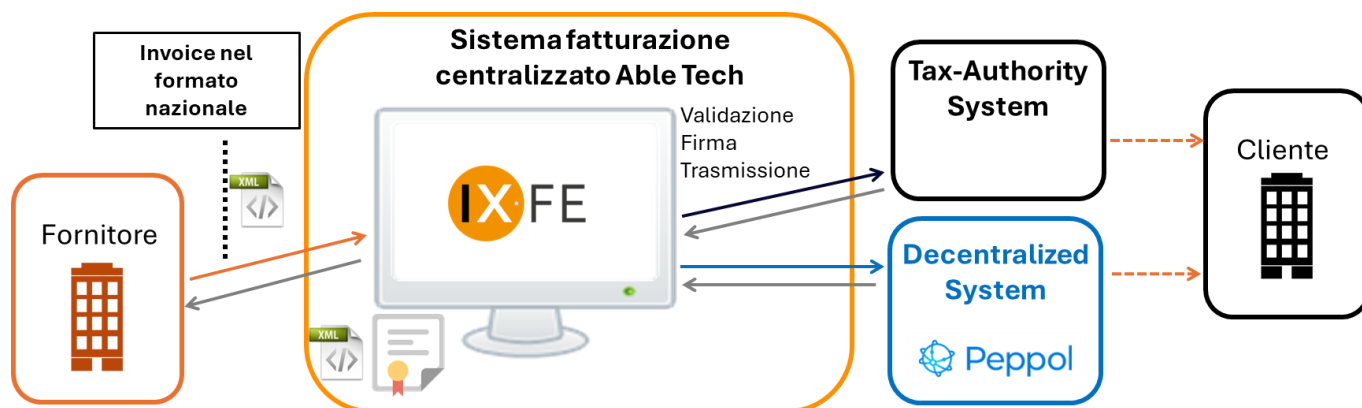 Invoice nel
formato
nazionale
XML
Fornitore
Sistema fatturazione
centralizzato Able Tech
IX.FE
Validazione
Firma
Trasmissione
XML
Tax-Authority
System
Decentralized
System
Peppol
Cliente